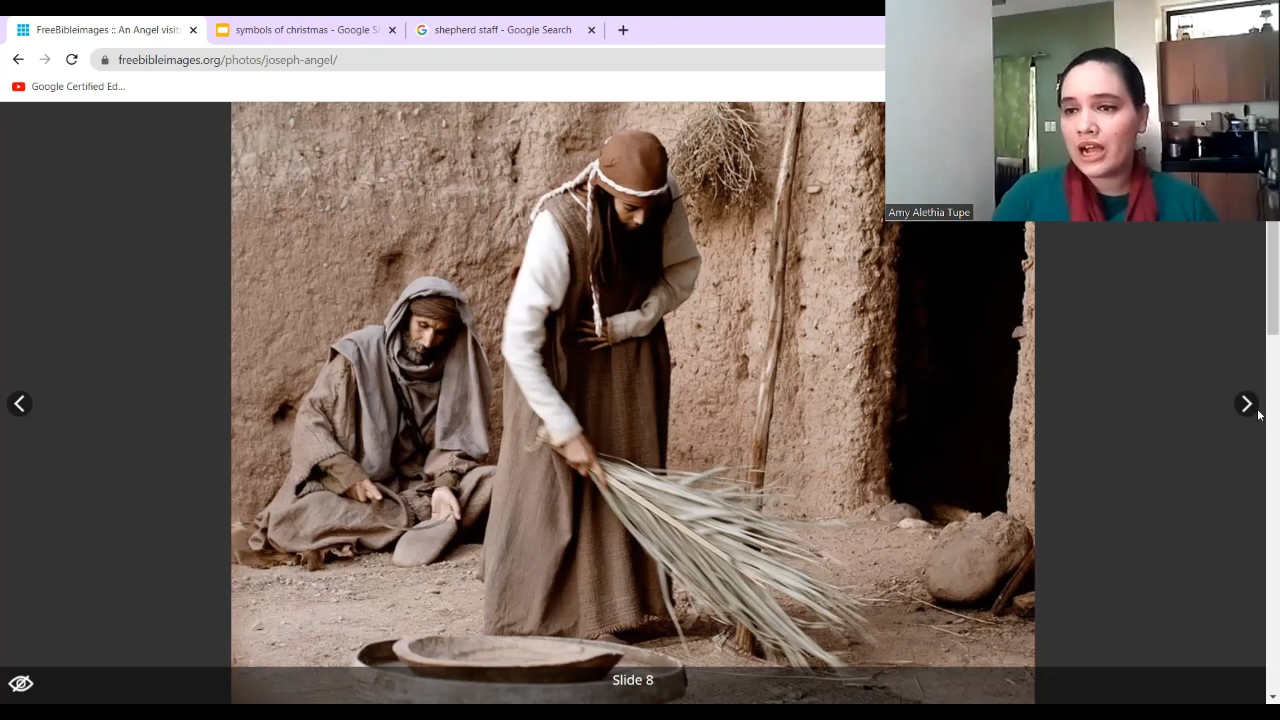 FreeBibleimages :: An Angel visit
symbols of christmas - Google Sl
shepherd staff - Google Search
freebibleimages.org/photos/joseph-angel/
Google Certified Ed...
Amy Alethia Tupe
Slide 8